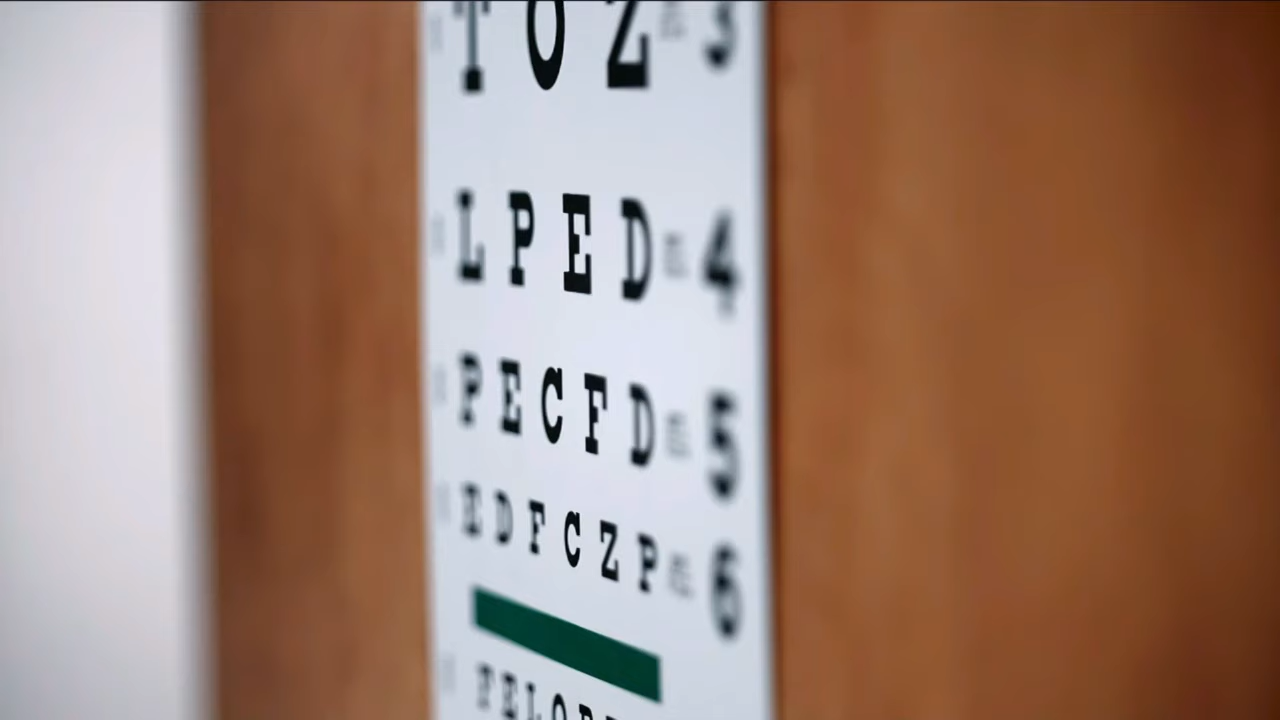 T O Z 3
L P E D 4
P E C F D 5
E D F C Z P 6
F E L O P